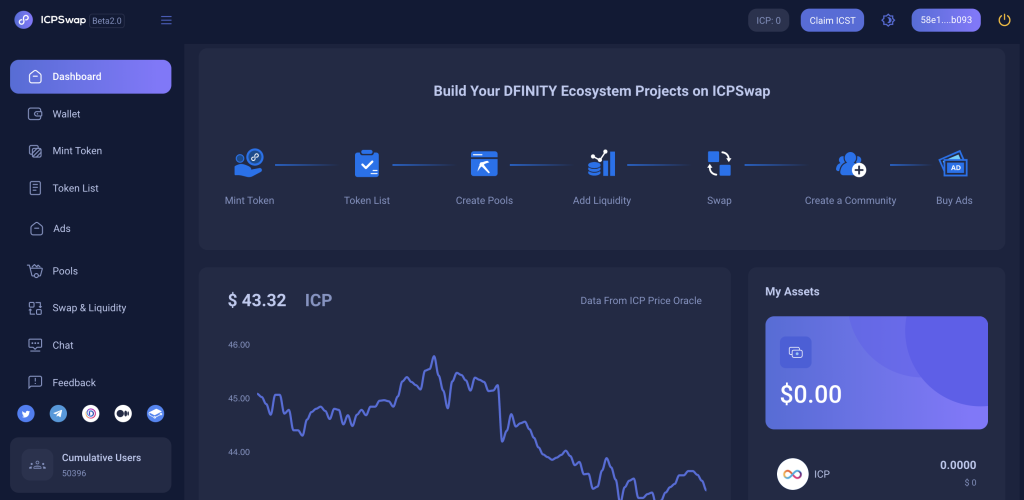 ICPSwap Beta2.0
ICP: 0
Claim ICST
58e1....b093
Dashboard
Wallet
Mint Token
Token List
Ads
Pools
Swap & Liquidity
Chat
Feedback
Cumulative Users
50396
Build Your DFINITY Ecosystem Projects on ICPSwap
AD
Mint Token
Token List
Create Pools
Add Liquidity
Swap
Create a Community
Buy Ads
$ 43.32 ICP
Data From ICP Price Oracle
46.00
45.00
44.00
My Assets
$0.00
ICP
0.0000
$ 0